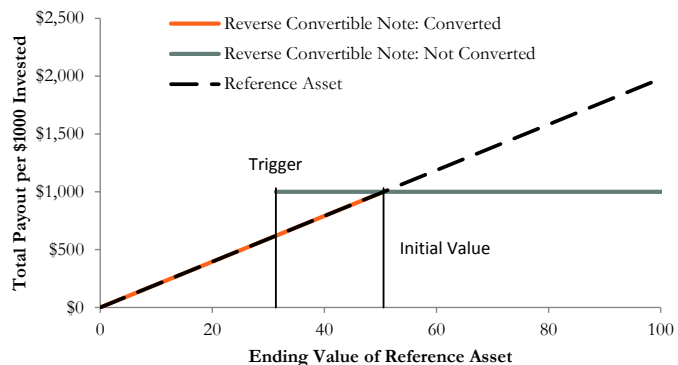 $2,500
$2,000
$1,500
$1,000
$500
$0
Total Payout per $1000 Invested
Reverse Convertible Note: Converted
Reverse Convertible Note: Not Converted
Reference Asset
Trigger
Initial Value
0 20 40 60 80 100
Ending Value of Reference Asset